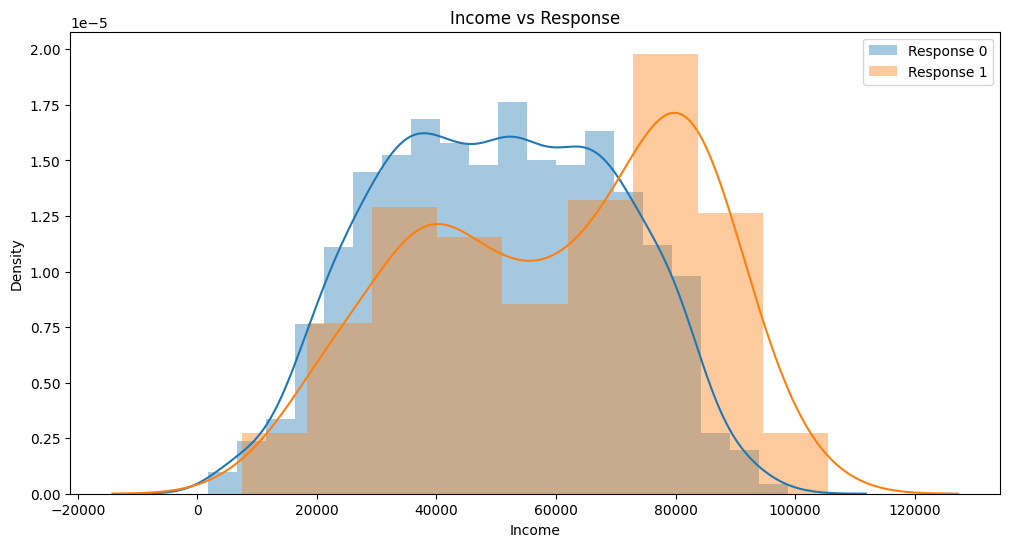 Income vs Response
1e−5
Response 0
Response 1
2.00
1.75
1.50
1.25
1.00
0.75
0.50
0.25
0.00
Density
−20000 0 20000 40000 60000 80000 100000 120000
Income